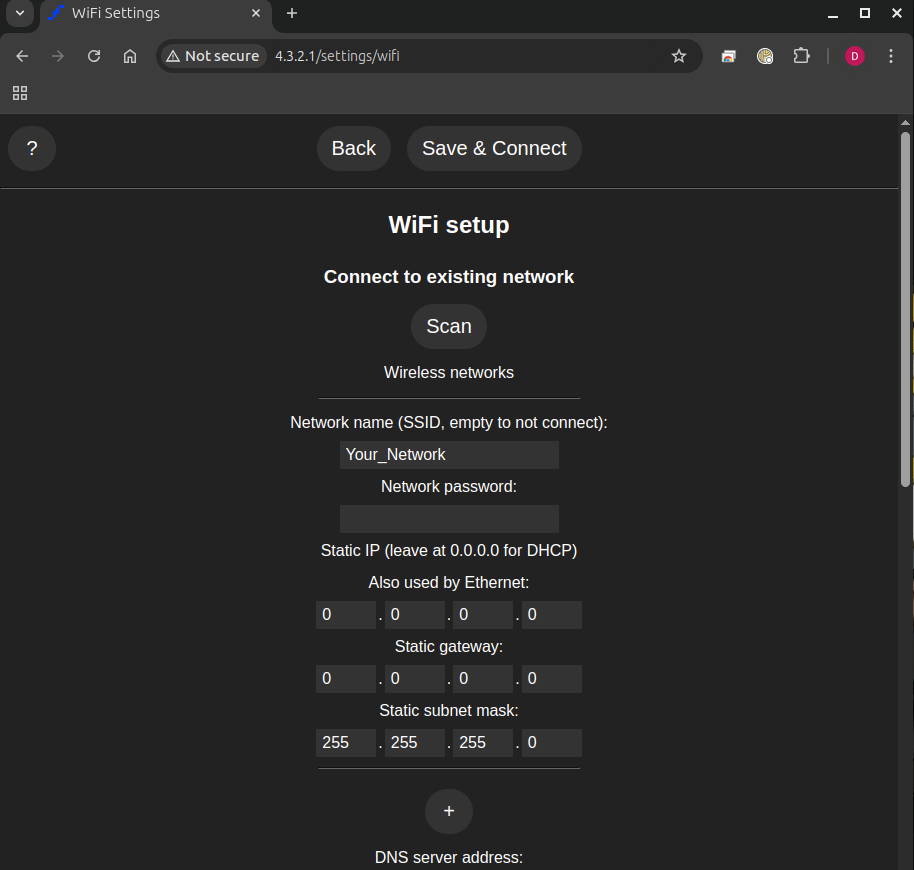 WiFi Settings
Not secure 4.3.2.1/settings/wifi
D
? Back Save & Connect
WiFi setup
Connect to existing network
Scan
Wireless networks
Network name (SSID, empty to not connect):
Your_Network
Network password:
Static IP (leave at 0.0.0.0 for DHCP)
Also used by Ethernet:
0 . 0 . 0 . 0
Static gateway:
0 . 0 . 0 . 0
Static subnet mask:
255 . 255 . 255 . 0
+
DNS server address: